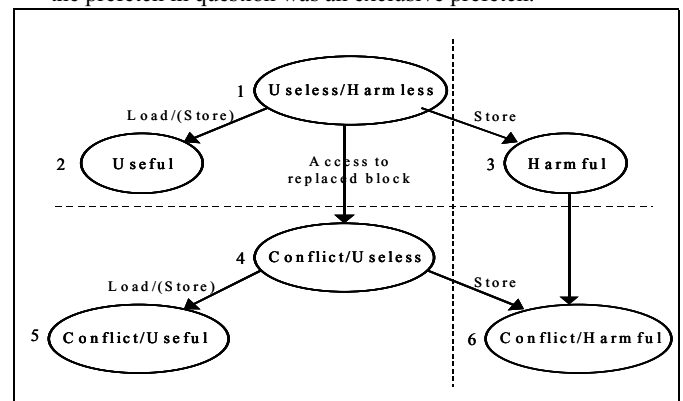 the prefetch in question was an exclusive prefetch.
1 Useless/Harmless
Load/(Store)
Store
2 Useful
Access to
replaced block
3 Harmful
4 Conflict/Useless
Load/(Store)
Store
5 Conflict/Useful
6 Conflict/Harmful